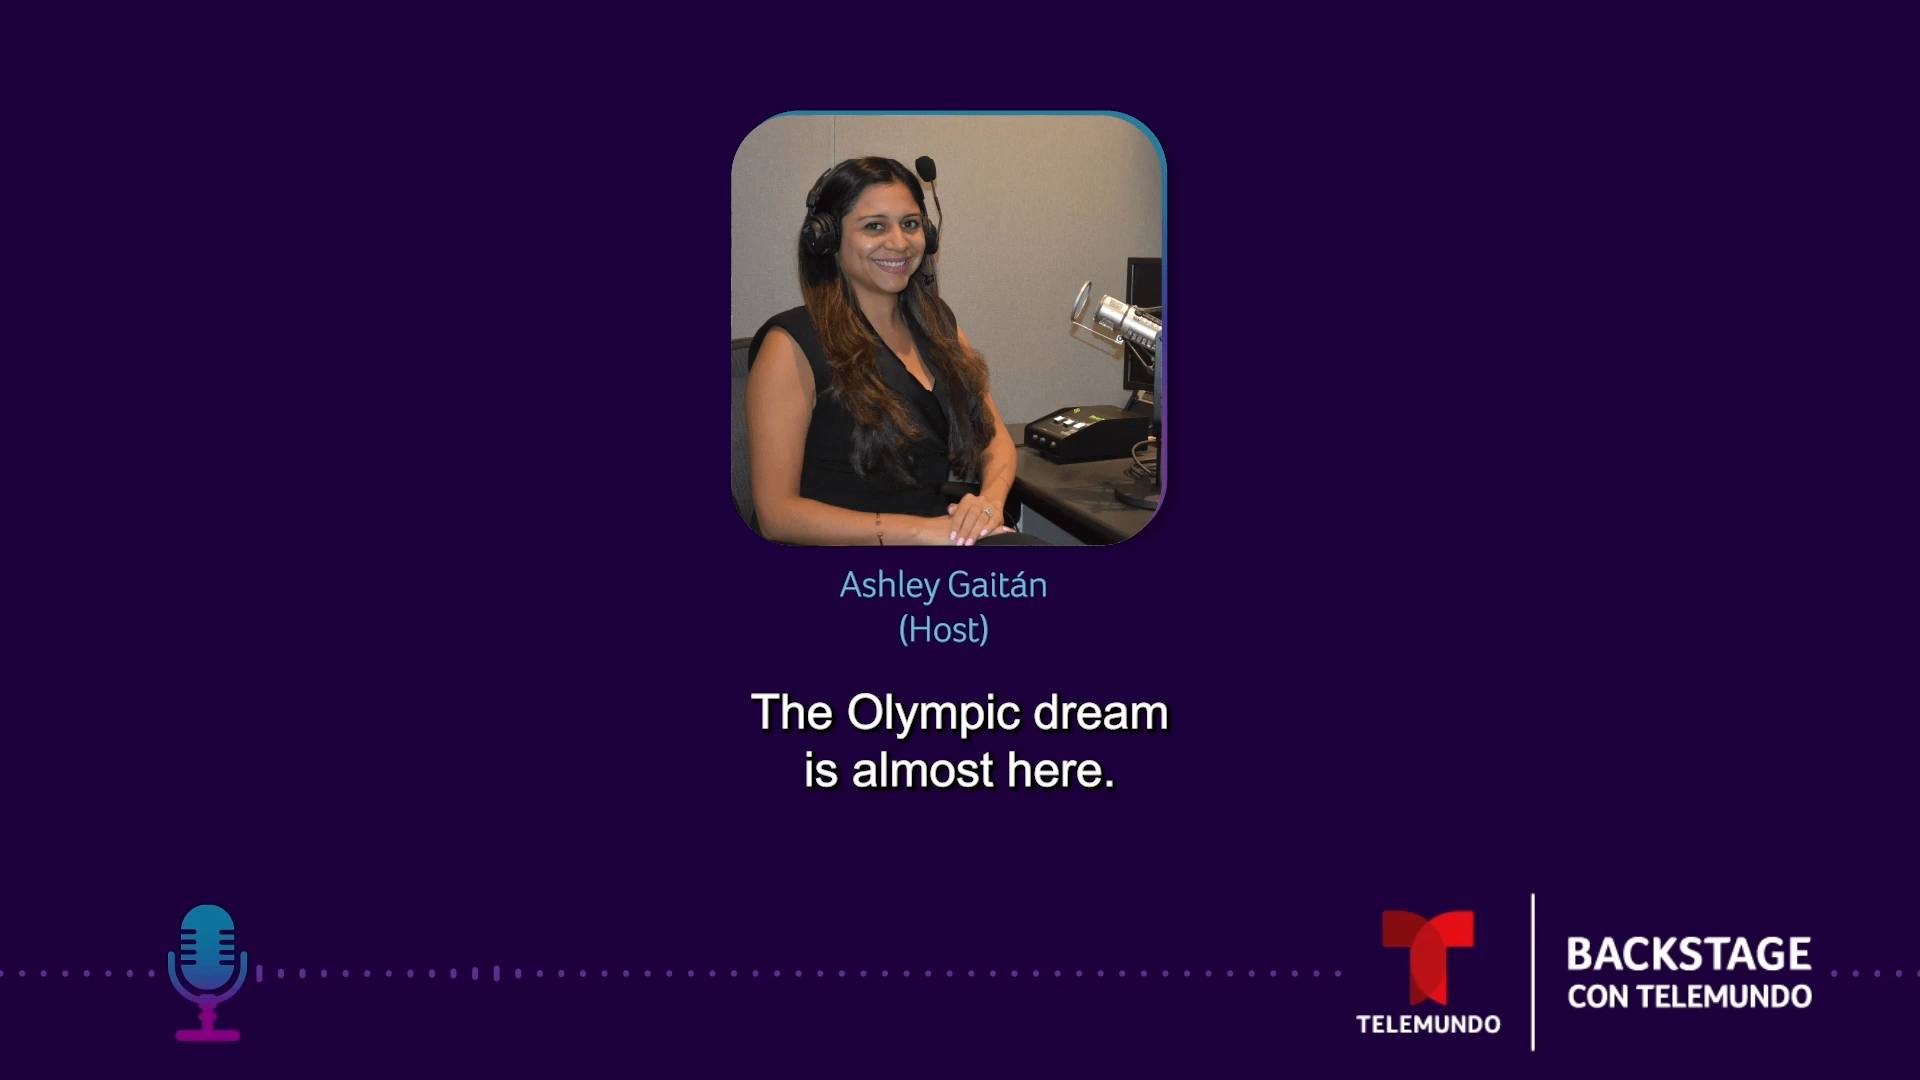 Ashley Gaitán
(Host)
The Olympic dream
is almost here.
TELEMUNDO
BACKSTAGE
CON TELEMUNDO